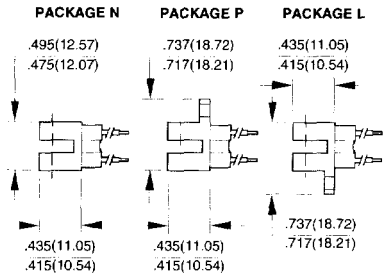 PACKAGE N PACKAGE P PACKAGE L
.495(12.57) .737(18.72) .435(11.05)
.475(12.07) .717(18.21) .415(10.54)
.737(18.72)
.717(18.21)
.435(11.05) .435(11.05)
.415(10.54) .415(10.54)